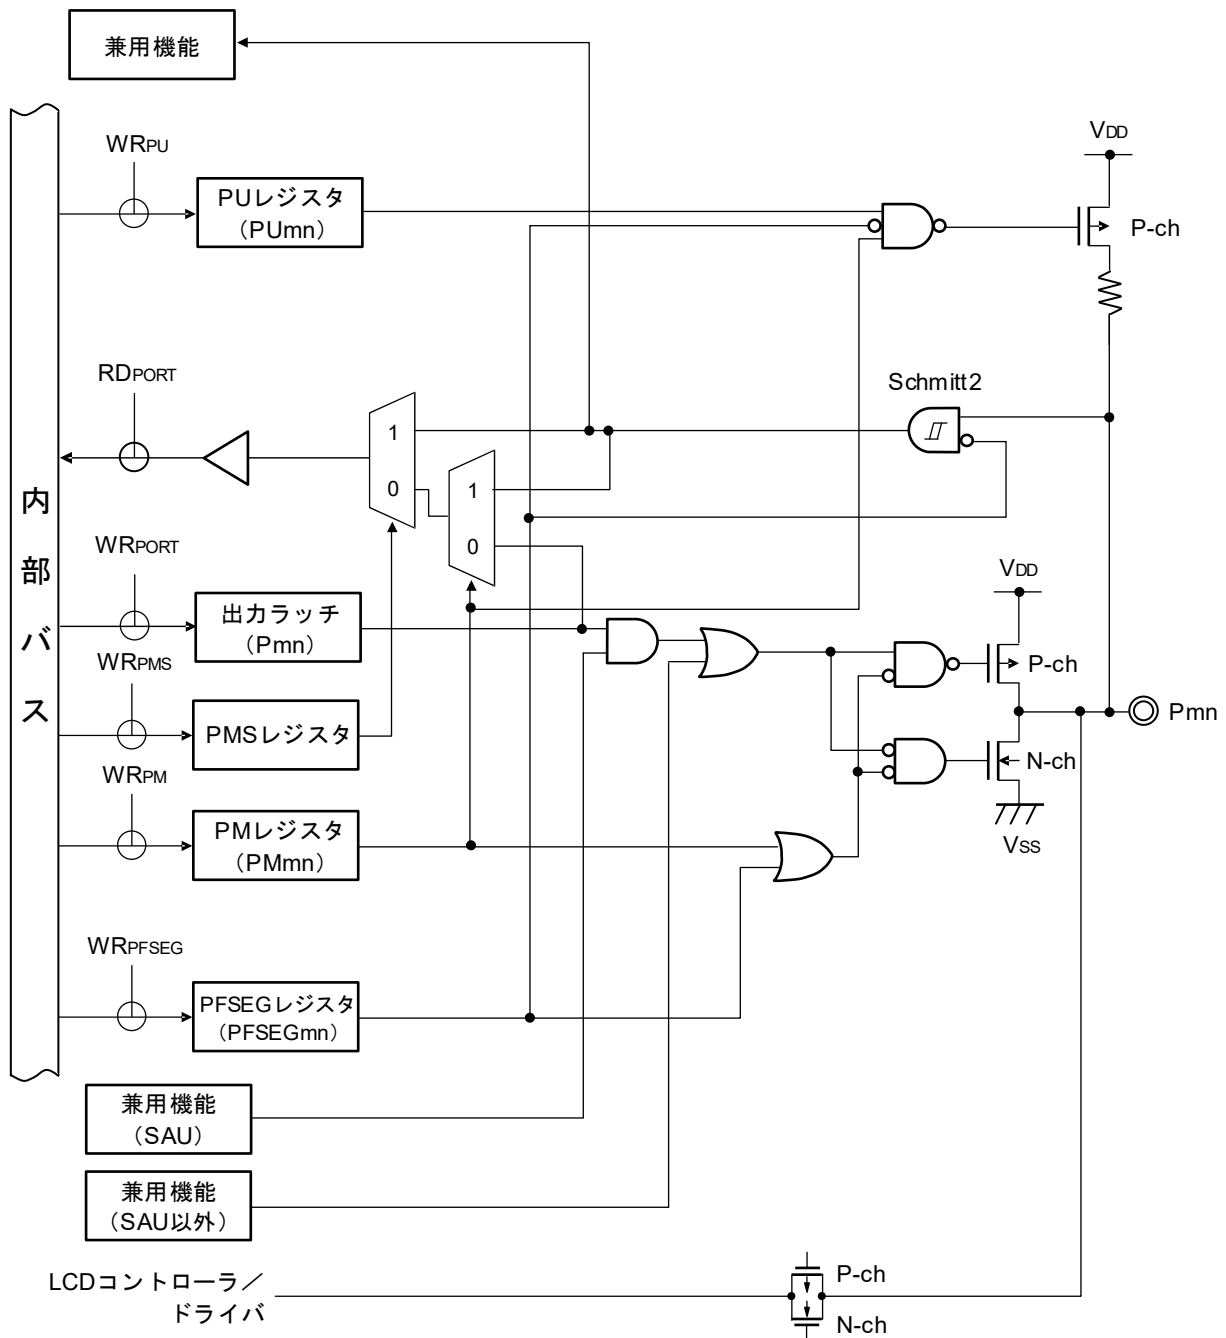 兼用機能
WRPU
PUレジスタ
（PUmn）
VDD
P-ch
RDPORT
Schmitt2
1
0
1
0
内部バス
WRPORT
出力ラッチ
（Pmn）
VDD
P-ch
WRPMS
PMSレジスタ
Pmn
N-ch
WRPM
PMレジスタ
（PMmn）
VSS
WRPFSEG
PFSEGレジスタ
（PFSEGmn）
兼用機能
（SAU）
兼用機能
（SAU以外）
LCDコントローラ／
ドライバ
P-ch
N-ch